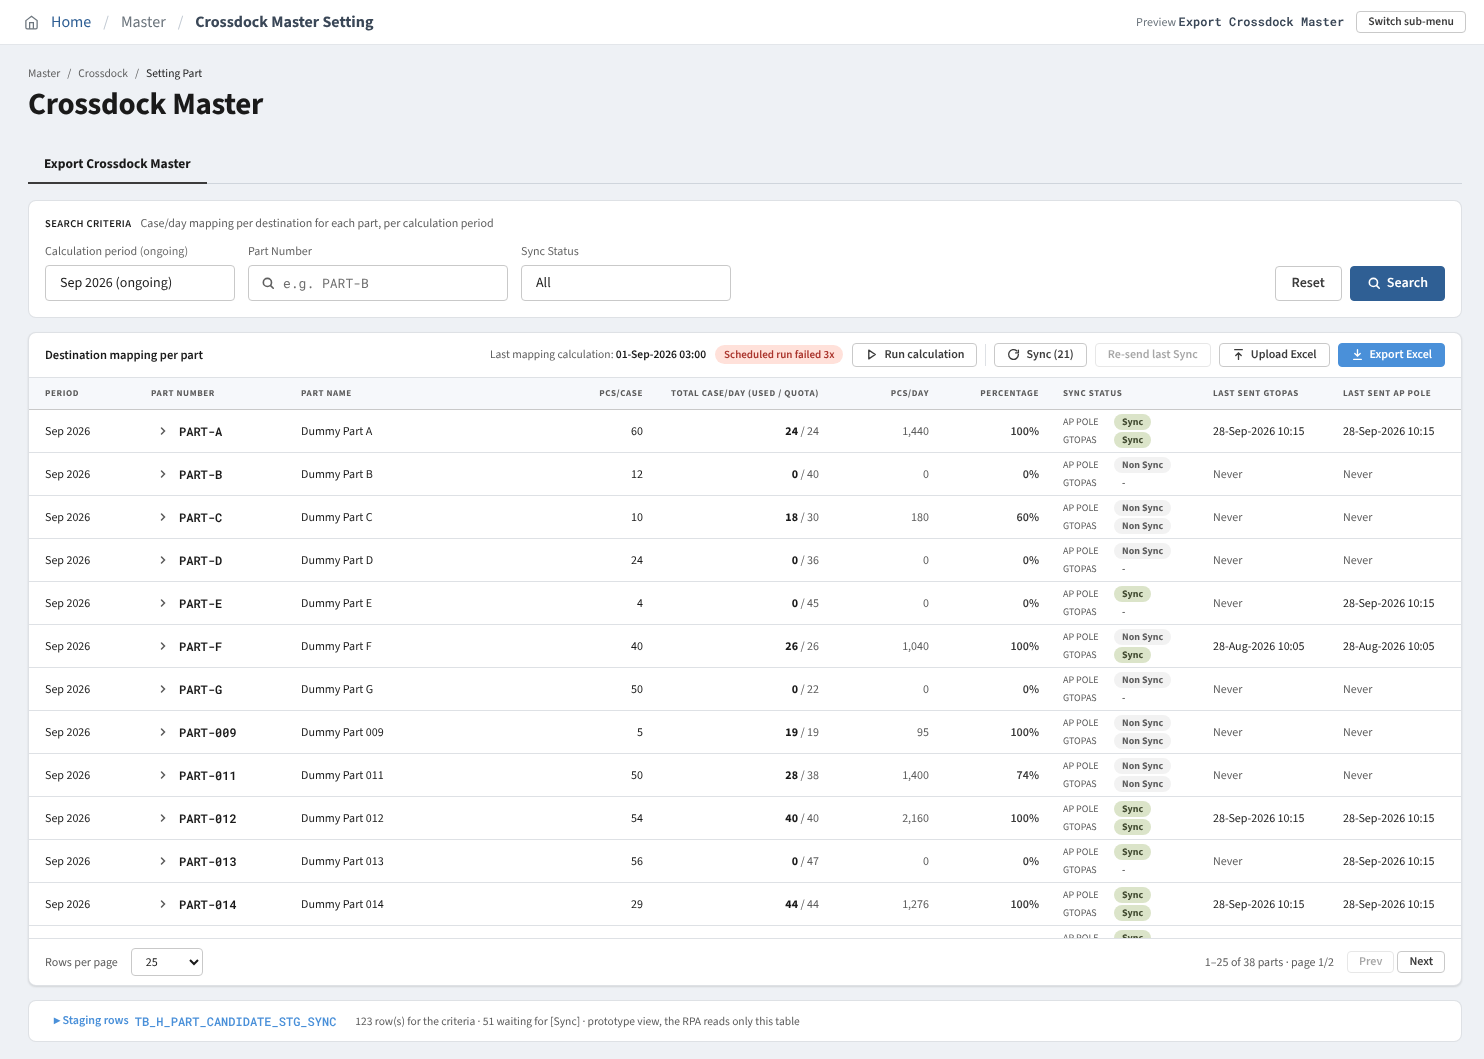 Home / Master / Crossdock Master Setting
Preview Export Crossdock Master Switch sub-menu
Master / Crossdock / Setting Part
Crossdock Master
Export Crossdock Master
SEARCH CRITERIA Case/day mapping per destination for each part, per calculation period
Calculation period (ongoing) Part Number Sync Status
Sep 2026 (ongoing) e.g. PART-B All Reset Search
Destination mapping per part Last mapping calculation: 01-Sep-2026 03:00 Scheduled run failed 3x Run calculation Sync (21) Re-send last Sync Upload Excel Export Excel
PERIOD PART NUMBER PART NAME PCS/CASE TOTAL CASE/DAY (USED / QUOTA) PCS/DAY PERCENTAGE SYNC STATUS LAST SENT GTOPAS LAST SENT AP POLE
Sep 2026 PART-A Dummy Part A 60 24 / 24 1,440 100% AP POLE Sync GTOPAS Sync 28-Sep-2026 10:15 28-Sep-2026 10:15
Sep 2026 PART-B Dummy Part B 12 0 / 40 0 0% AP POLE Non Sync GTOPAS - Never Never
Sep 2026 PART-C Dummy Part C 10 18 / 30 180 60% AP POLE Non Sync GTOPAS Non Sync Never Never
Sep 2026 PART-D Dummy Part D 24 0 / 36 0 0% AP POLE Non Sync GTOPAS - Never Never
Sep 2026 PART-E Dummy Part E 4 0 / 45 0 0% AP POLE Sync GTOPAS - Never 28-Sep-2026 10:15
Sep 2026 PART-F Dummy Part F 40 26 / 26 1,040 100% AP POLE Non Sync GTOPAS Sync 28-Aug-2026 10:05 28-Aug-2026 10:05
Sep 2026 PART-G Dummy Part G 50 0 / 22 0 0% AP POLE Non Sync GTOPAS - Never Never
Sep 2026 PART-009 Dummy Part 009 5 19 / 19 95 100% AP POLE Non Sync GTOPAS Non Sync Never Never
Sep 2026 PART-011 Dummy Part 011 50 28 / 38 1,400 74% AP POLE Non Sync GTOPAS Non Sync Never Never
Sep 2026 PART-012 Dummy Part 012 54 40 / 40 2,160 100% AP POLE Sync GTOPAS Sync 28-Sep-2026 10:15 28-Sep-2026 10:15
Sep 2026 PART-013 Dummy Part 013 56 0 / 47 0 0% AP POLE Sync GTOPAS - Never 28-Sep-2026 10:15
Sep 2026 PART-014 Dummy Part 014 29 44 / 44 1,276 100% AP POLE Sync GTOPAS Sync 28-Sep-2026 10:15 28-Sep-2026 10:15
AP POLE Sync
Rows per page 25 1–25 of 38 parts · page 1/2 Prev Next
▸ Staging rows TB_H_PART_CANDIDATE_STG_SYNC 123 row(s) for the criteria · 51 waiting for [Sync] · prototype view, the RPA reads only this table